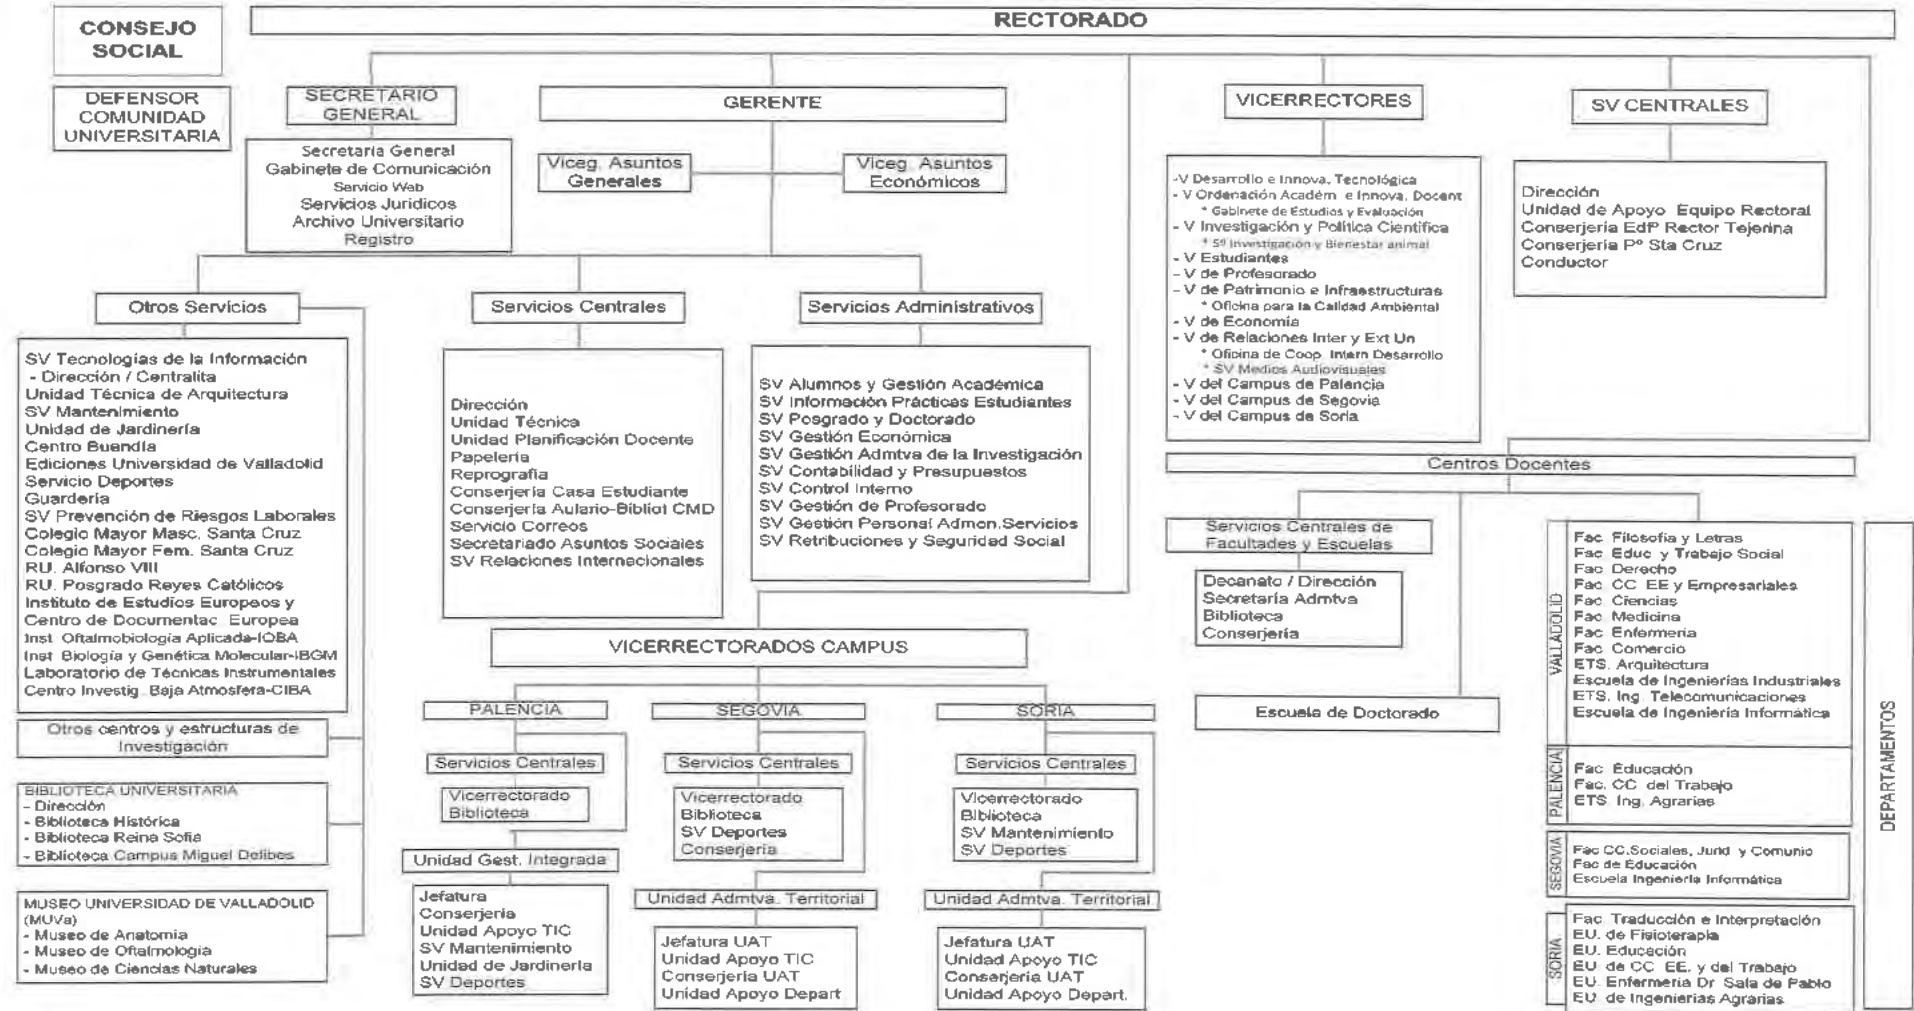 CONSEJO
SOCIAL
RECTORADO
DEFENSOR
COMUNIDAD
UNIVERSITARIA
SECRETARIO
GENERAL
Secretaría General
Gabinete de Comunicación
Servicio Web
Servicios Jurídicos
Archivo Universitario
Registro
GERENTE
Viceg. Asuntos
Generales
Viceg. Asuntos
Económicos
VICERRECTORES
-V Desarrollo e Innova. Tecnológica
- V Ordenación Académ e Innova. Docent
* Gabinete de Estudios y Evaluación
- V Investigación y Política Científica
* Sº Investigación y Bienestar animal
- V Estudiantes
- V de Profesorado
- V de Patrimonio e Infraestructuras
* Oficina para la Calidad Ambiental
- V de Economía
- V de Relaciones Inter y Ext Un
* Oficina de Coop. Intern Desarrollo
* SV Medios Audiovisuales
- V del Campus de Palencia
- V del Campus de Segovia
- V del Campus de Soria
SV CENTRALES
Dirección
Unidad de Apoyo Equipo Rectoral
Conserjería Edfº Rector Tejerina
Conserjería Pº Sta Cruz
Conductor
Otros Servicios
SV Tecnologías de la Información
- Dirección / Centralita
Unidad Técnica de Arquitectura
SV Mantenimiento
Unidad de Jardinería
Centro Buendía
Ediciones Universidad de Valladolid
Servicio Deportes
Guardería
SV Prevención de Riesgos Laborales
Colegio Mayor Masc. Santa Cruz
Colegio Mayor Fem. Santa Cruz
RU. Alfonso VIII
RU. Posgrado Reyes Católicos
Instituto de Estudios Europeos y
Centro de Documentac. Europea
Inst. Oftalmobiología Aplicada-IOBA
Inst. Biología y Genética Molecular-IBGM
Laboratorio de Técnicas Instrumentales
Centro Investig. Baja Atmosfera-CIBA
Otros centros y estructuras de
Investigación
BIBLIOTECA UNIVERSITARIA
- Dirección
- Biblioteca Histórica
- Biblioteca Reina Sofia
- Biblioteca Campus Miguel Delibes
MUSEO UNIVERSIDAD DE VALLADOLID
(MUVa)
- Museo de Anatomía
- Museo de Oftalmología
- Museo de Ciencias Naturales
Servicios Centrales
Dirección
Unidad Técnica
Unidad Planificación Docente
Papelería
Reprografía
Conserjería Casa Estudiante
Conserjería Aulario-Bibliot CMD
Servicio Correos
Secretariado Asuntos Sociales
SV Relaciones Internacionales
Servicios Administrativos
SV Alumnos y Gestión Académica
SV Información Prácticas Estudiantes
SV Posgrado y Doctorado
SV Gestión Económica
SV Gestión Admtva de la Investigación
SV Contabilidad y Presupuestos
SV Control Interno
SV Gestión de Profesorado
SV Gestión Personal Admon.Servicios
SV Retribuciones y Seguridad Social
VICERRECTORADOS CAMPUS
PALENCIA
Servicios Centrales
Vicerrectorado
Biblioteca
Unidad Gest. Integrada
Jefatura
Conserjería
Unidad Apoyo TIC
SV Mantenimiento
Unidad de Jardinería
SV Deportes
SEGOVIA
Servicios Centrales
Vicerrectorado
Biblioteca
SV Deportes
Conserjería
Unidad Admtva. Territorial
Jefatura UAT
Unidad Apoyo TIC
Conserjería UAT
Unidad Apoyo Depart
SORIA
Servicios Centrales
Vicerrectorado
Biblioteca
SV Mantenimiento
SV Deportes
Unidad Admtva. Territorial
Jefatura UAT
Unidad Apoyo TIC
Conserjería UAT
Unidad Apoyo Depart.
Centros Docentes
Servicios Centrales de
Facultades y Escuelas
Decanato / Dirección
Secretaría Admtva
Biblioteca
Conserjería
Escuela de Doctorado
VALLADOLID
Fac. Filosofía y Letras
Fac. Educ y Trabajo Social
Fac. Derecho
Fac. CC EE y Empresariales
Fac. Ciencias
Fac. Medicina
Fac. Enfermería
Fac. Comercio
ETS. Arquitectura
Escuela de Ingenierías Industriales
ETS. Ing. Telecomunicaciones
Escuela de Ingeniería Informática
PALENCIA
Fac. Educación
Fac. CC. del Trabajo
ETS. Ing. Agrarias
SEGOVIA
Fac CC.Sociales, Jurid y Comunic
Fac de Educación
Escuela Ingeniería Informática
SORIA
Fac. Traducción e Interpretación
EU. de Fisioterapia
EU. Educación
EU. de CC EE. y del Trabajo
EU. Enfermería Dr Sala de Pablo
EU. de Ingenierías Agrarias
DEPARTAMENTOS